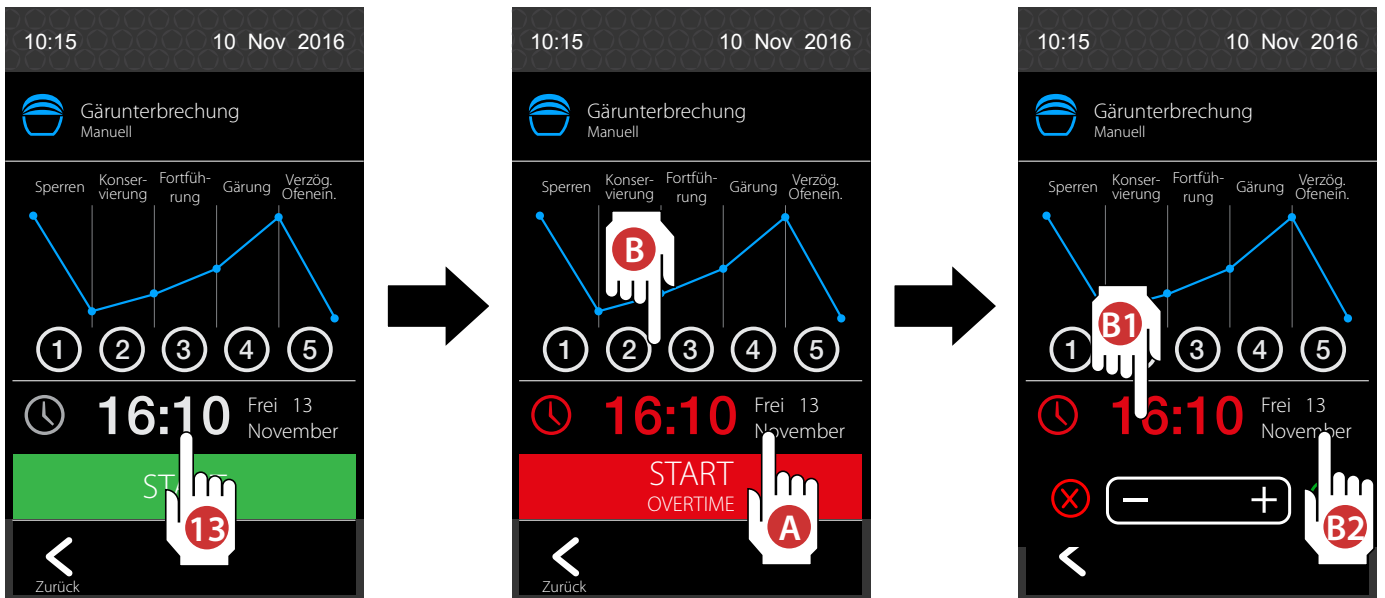 10:15 10 Nov 2016
Gärunterbrechung
Manuell
Sperren
Konser-
vierung
Fortfüh-
rung
Gärung
Verzög.
Ofenein.
1 2 3 4 5
16:10
Frei 13
November
13
Zurück
10:15 10 Nov 2016
Gärunterbrechung
Manuell
Sperren
Konser-
vierung
Fortfüh-
rung
Gärung
Verzög.
Ofenein.
B
1 2 3 4 5
16:10
Frei 13
November
START
OVERTIME
A
Zurück
10:15 10 Nov 2016
Gärunterbrechung
Manuell
Sperren
Konser-
vierung
Fortfüh-
rung
Gärung
Verzög.
Ofenein.
B1
1 3 4 5
16:10
Frei 13
November
− +
B2